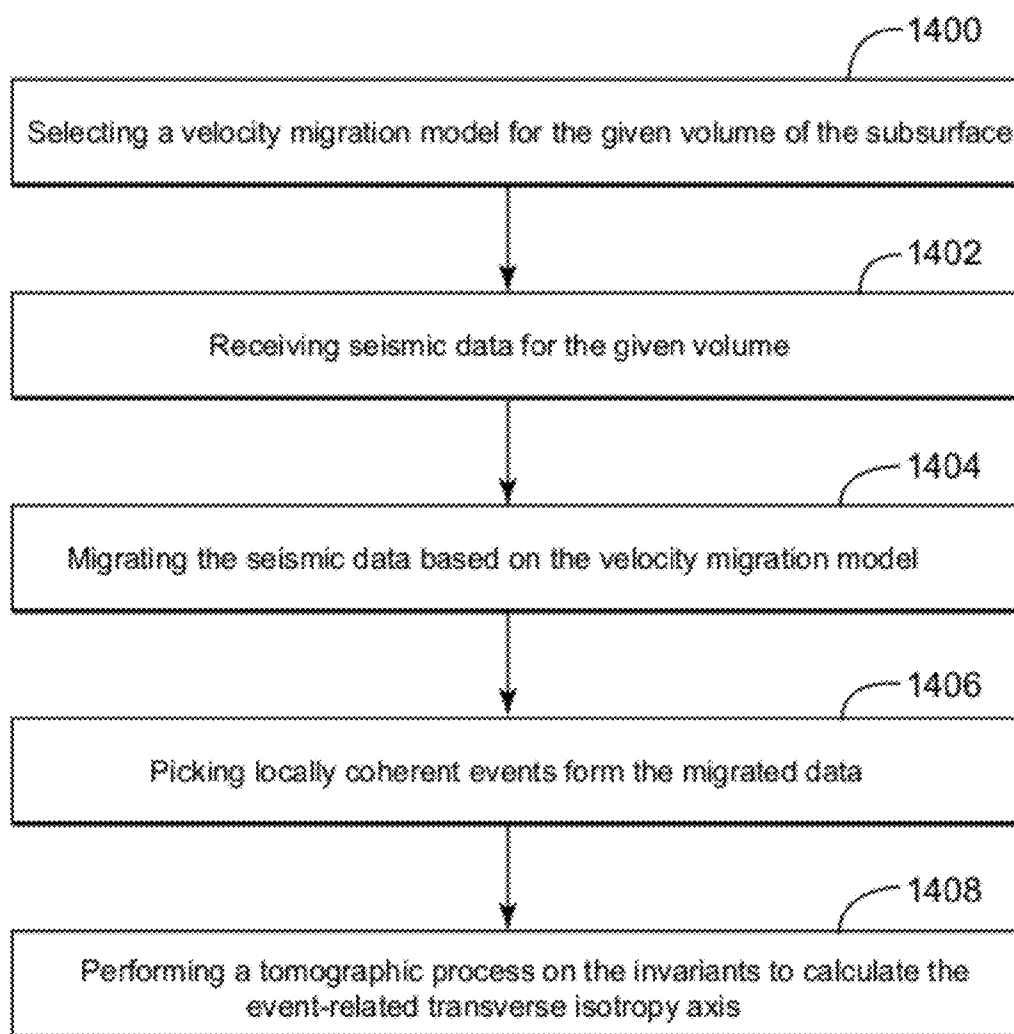 1400
Selecting a velocity migration model for the given volume of the subsurface
1402
Receiving seismic data for the given volume
1404
Migrating the seismic data based on the velocity migration model
1406
Picking locally coherent events form the migrated data
1408
Performing a tomographic process on the invariants to calculate the
event-related transverse isotropy axis